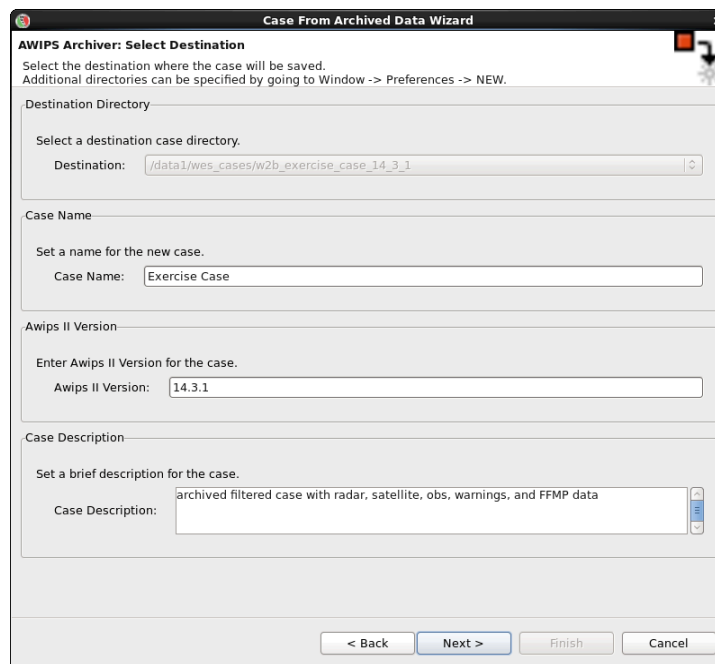 Case From Archived Data Wizard
AWIPS Archiver: Select Destination
Select the destination where the case will be saved.
Additional directories can be specified by going to Window -> Preferences -> NEW.
Destination Directory
Select a destination case directory.
Destination: /data1/wes_cases/w2b_exercise_case_14_3_1
Case Name
Set a name for the new case.
Case Name: Exercise Case
Awips II Version
Enter Awips II Version for the case.
Awips II Version: 14.3.1
Case Description
Set a brief description for the case.
archived filtered case with radar, satellite, obs, warnings, and FFMP data
Case Description:
< Back Next > Finish Cancel